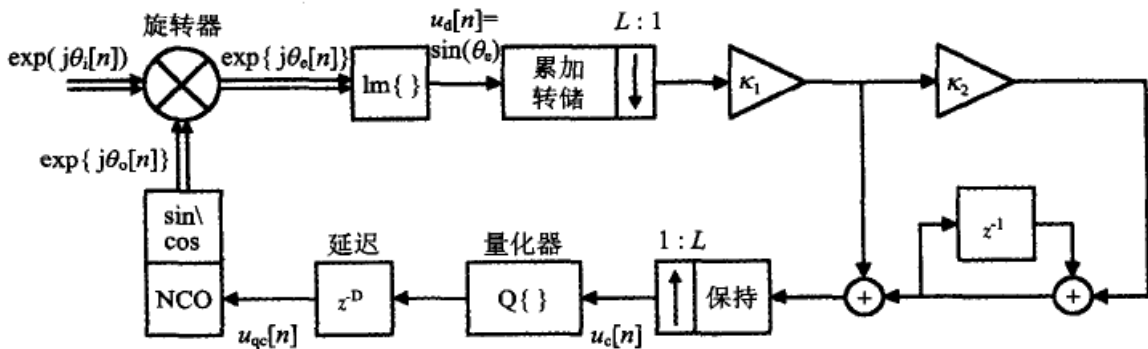 旋转器
exp(jθi[n])
exp{jθe[n]}
Im{ }
ud[n]=
sin(θe)
L : 1
累加
转储
↓
κ1
κ2
exp{jθo[n]}
sin\
cos
NCO
uqc[n]
延迟
z-D
量化器
Q{ }
uc[n]
1 : L
↑
保持
+
z-1
+